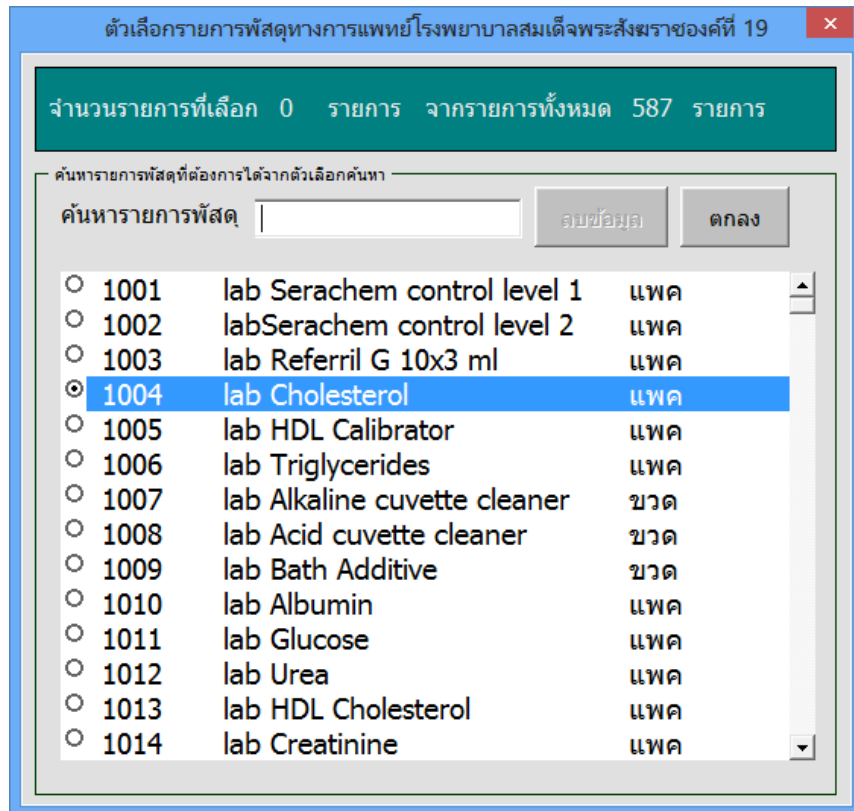 ตัวเลือกรายการพัสดุทางการแพทย์โรงพยาบาลสมเด็จพระสังฆราชองค์ที่ 19
จำนวนรายการที่เลือก 0 รายการ จากรายการทั้งหมด 587 รายการ
ค้นหารายการพัสดุที่ต้องการได้จากตัวเลือกค้นหา
ค้นหารายการพัสดุ ลบข้อมูล ตกลง
1001 lab Serachem control level 1 แพค
1002 labSerachem control level 2 แพค
1003 lab Referril G 10x3 ml แพค
1004 lab Cholesterol แพค
1005 lab HDL Calibrator แพค
1006 lab Triglycerides แพค
1007 lab Alkaline cuvette cleaner ขวด
1008 lab Acid cuvette cleaner ขวด
1009 lab Bath Additive ขวด
1010 lab Albumin แพค
1011 lab Glucose แพค
1012 lab Urea แพค
1013 lab HDL Cholesterol แพค
1014 lab Creatinine แพค